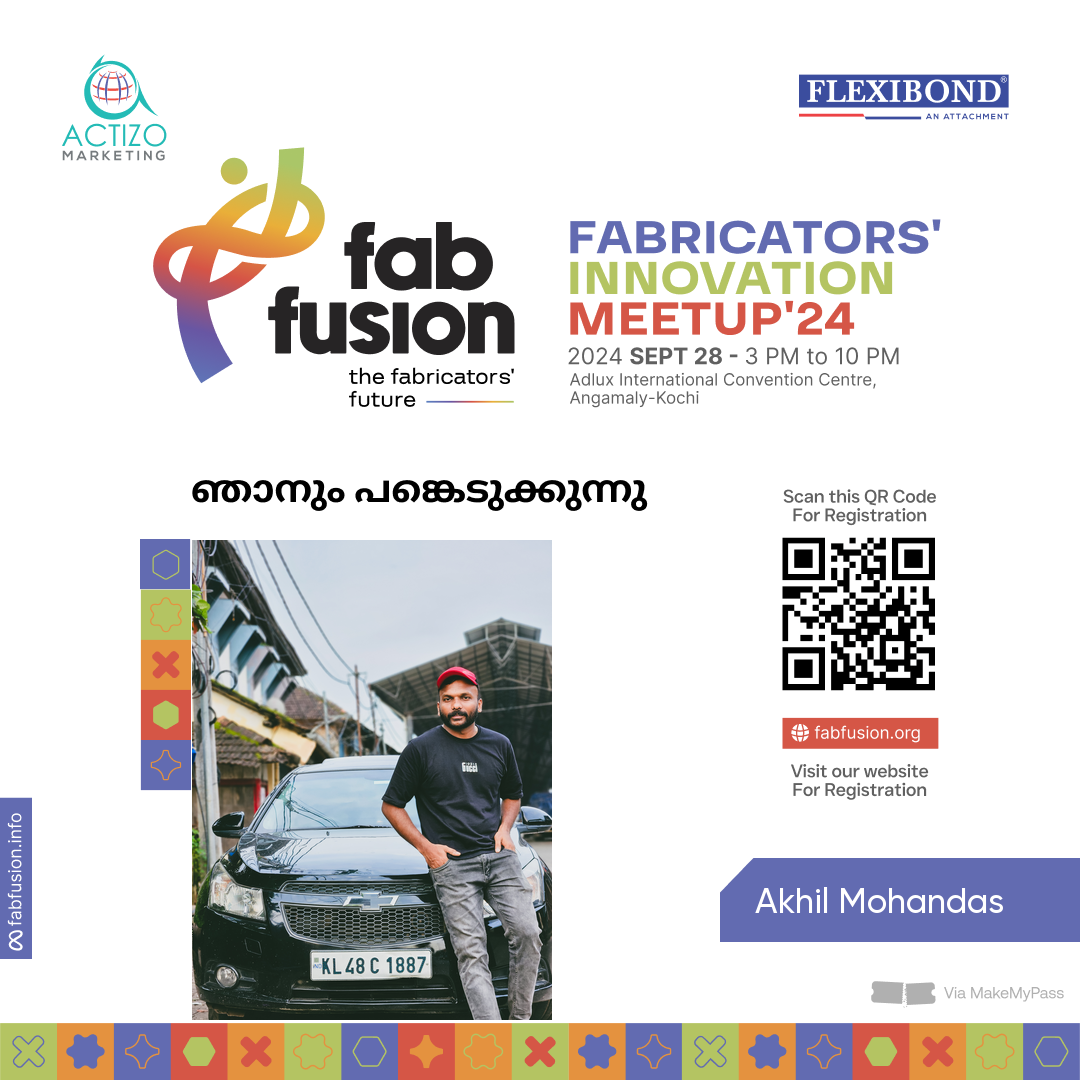 ACTIZO
MARKETING
FLEXIBOND®
AN ATTACHMENT
fab
fusion
the fabricators'
future
FABRICATORS'
INNOVATION
MEETUP'24
2024 SEPT 28 - 3 PM to 10 PM
Adlux International Convention Centre,
Angamaly-Kochi
ഞാനും പങ്കെടുക്കുന്നു
Scan this QR Code
For Registration
fabfusion.org
Visit our website
For Registration
fabfusion.info
KL 48 C 1887
Akhil Mohandas
Via MakeMyPass